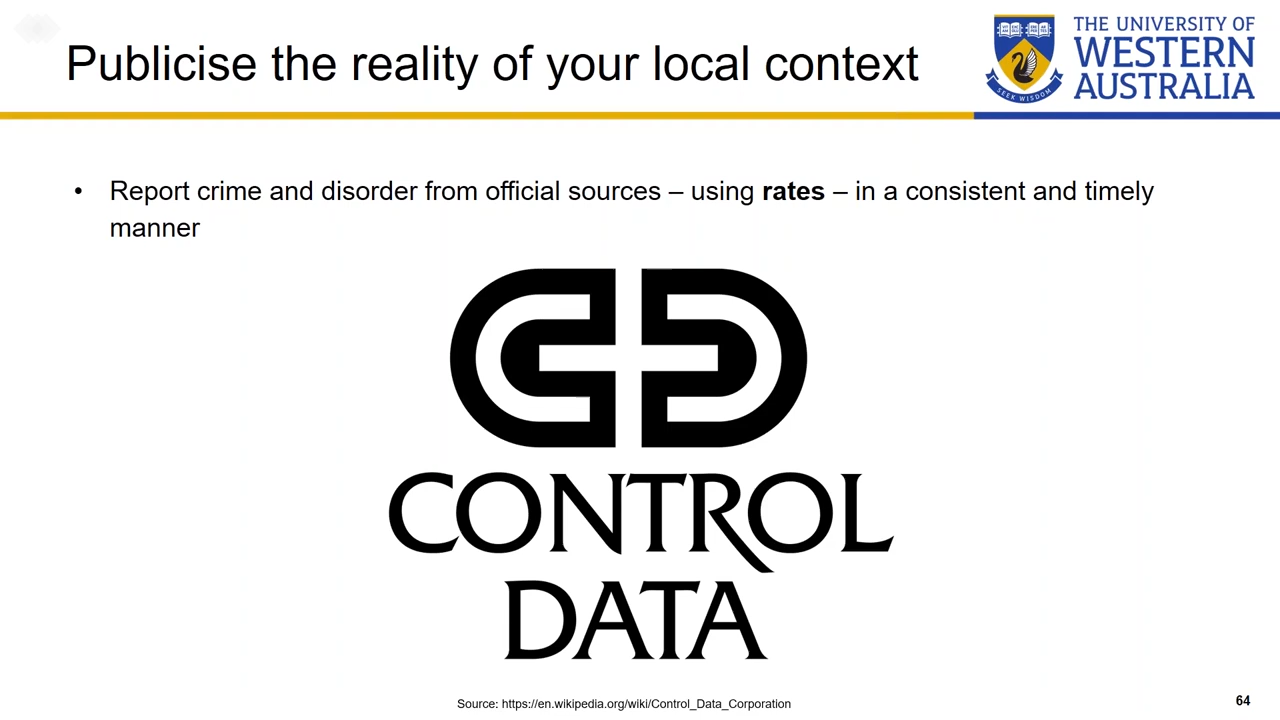 Publicise the reality of your local context
THE UNIVERSITY OF
WESTERN
AUSTRALIA
SEEK WISDOM
• Report crime and disorder from official sources – using rates – in a consistent and timely
manner
CONTROL
DATA
Source: https://en.wikipedia.org/wiki/Control_Data_Corporation
64